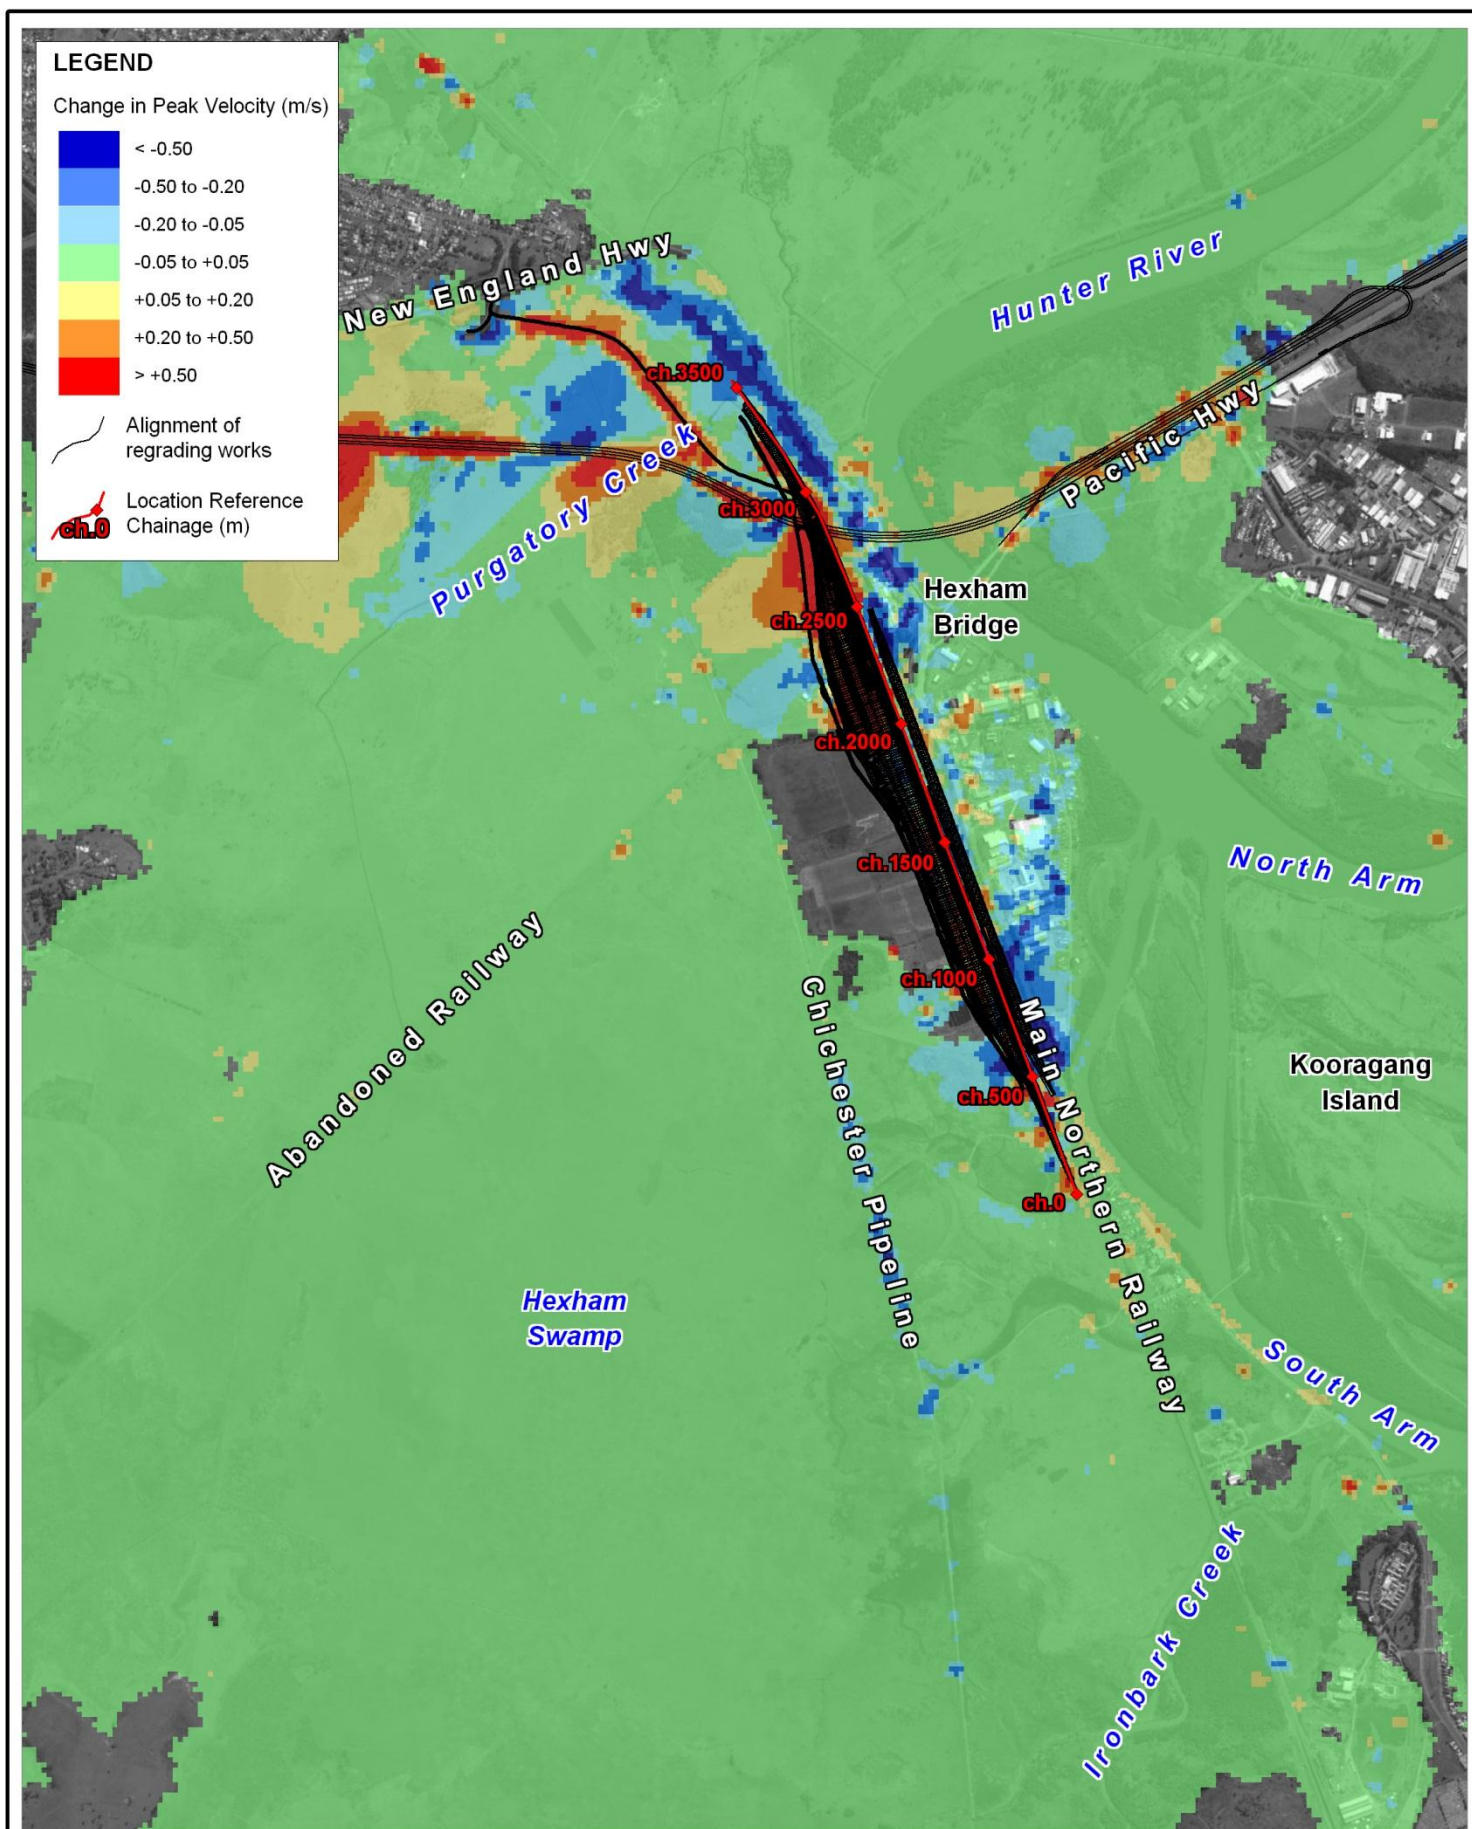 LEGEND
Change in Peak Velocity (m/s)
< -0.50
-0.50 to -0.20
-0.20 to -0.05
-0.05 to +0.05
+0.05 to +0.20
+0.20 to +0.50
> +0.50
Alignment of
regrading works
Location Reference
Chainage (m)
ch.0
New England Hwy
Hunter River
ch.3500
Pacific Hwy
Purgatory Creek
ch.3000
Hexham
Bridge
ch.2500
ch.2000
ch.1500
North Arm
Abandoned Railway
ch.1000
Chichester Pipeline
Main Northern Railway
Kooragang
Island
ch.500
ch.0
Hexham
Swamp
South Arm
Ironbark Creek